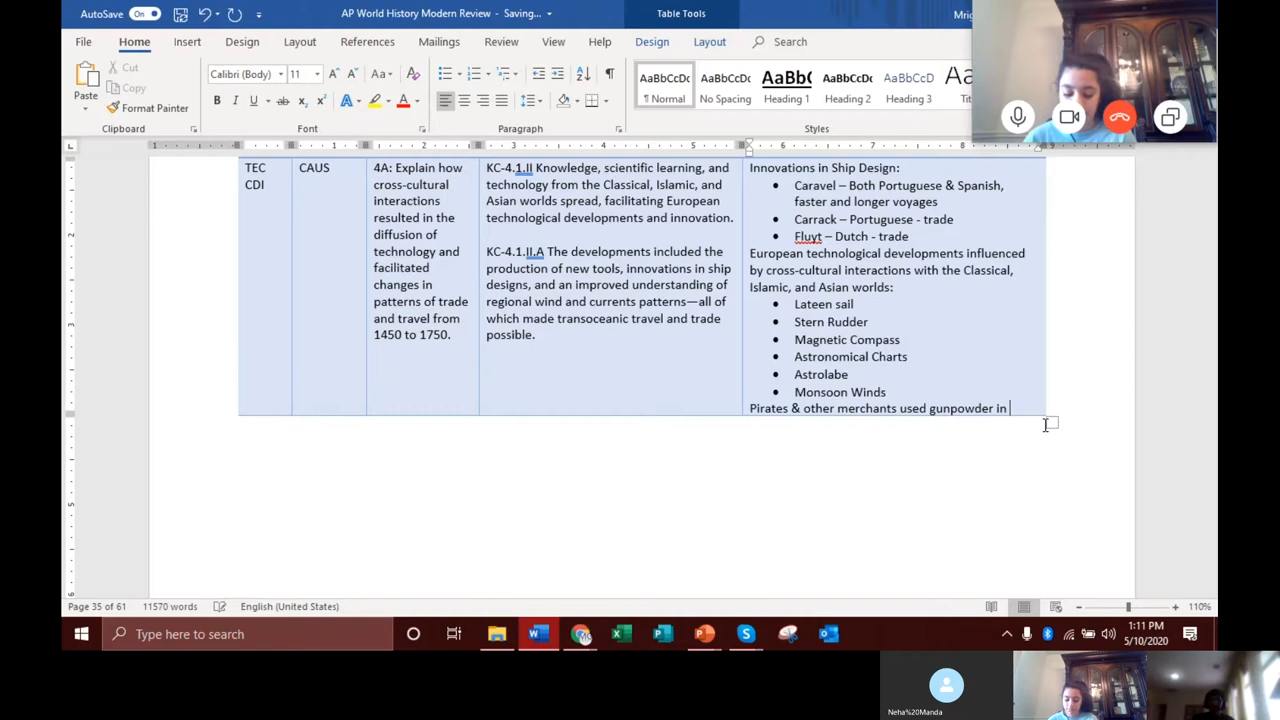 AutoSave On AP World History Modern Review - Saving... Table Tools
File Home Insert Design Layout References Mailings Review View Help Design Layout Search
Paste
Cut
Copy
Format Painter
Clipboard
Calibri (Body) 11
Font
Paragraph
AaBbCcDc AaBbCcDc AaBbC AaBbCcDc AaBbCcDd
¶ Normal No Spacing Heading 1 Heading 2 Heading 3
Styles
TEC
CDI
CAUS
4A: Explain how
cross-cultural
interactions
resulted in the
diffusion of
technology and
facilitated
changes in
patterns of trade
and travel from
1450 to 1750.
KC-4.1.II Knowledge, scientific learning, and
technology from the Classical, Islamic, and
Asian worlds spread, facilitating European
technological developments and innovation.
KC-4.1.II.A The developments included the
production of new tools, innovations in ship
designs, and an improved understanding of
regional wind and currents patterns—all of
which made transoceanic travel and trade
possible.
Innovations in Ship Design:
• Caravel – Both Portuguese & Spanish,
faster and longer voyages
• Carrack – Portuguese - trade
• Fluyt – Dutch - trade
European technological developments influenced
by cross-cultural interactions with the Classical,
Islamic, and Asian worlds:
• Lateen sail
• Stern Rudder
• Magnetic Compass
• Astronomical Charts
• Astrolabe
• Monsoon Winds
Pirates & other merchants used gunpowder in
Page 35 of 61 11570 words English (United States) 110%
Type here to search
1:11 PM
5/10/2020
Neha%20Manda